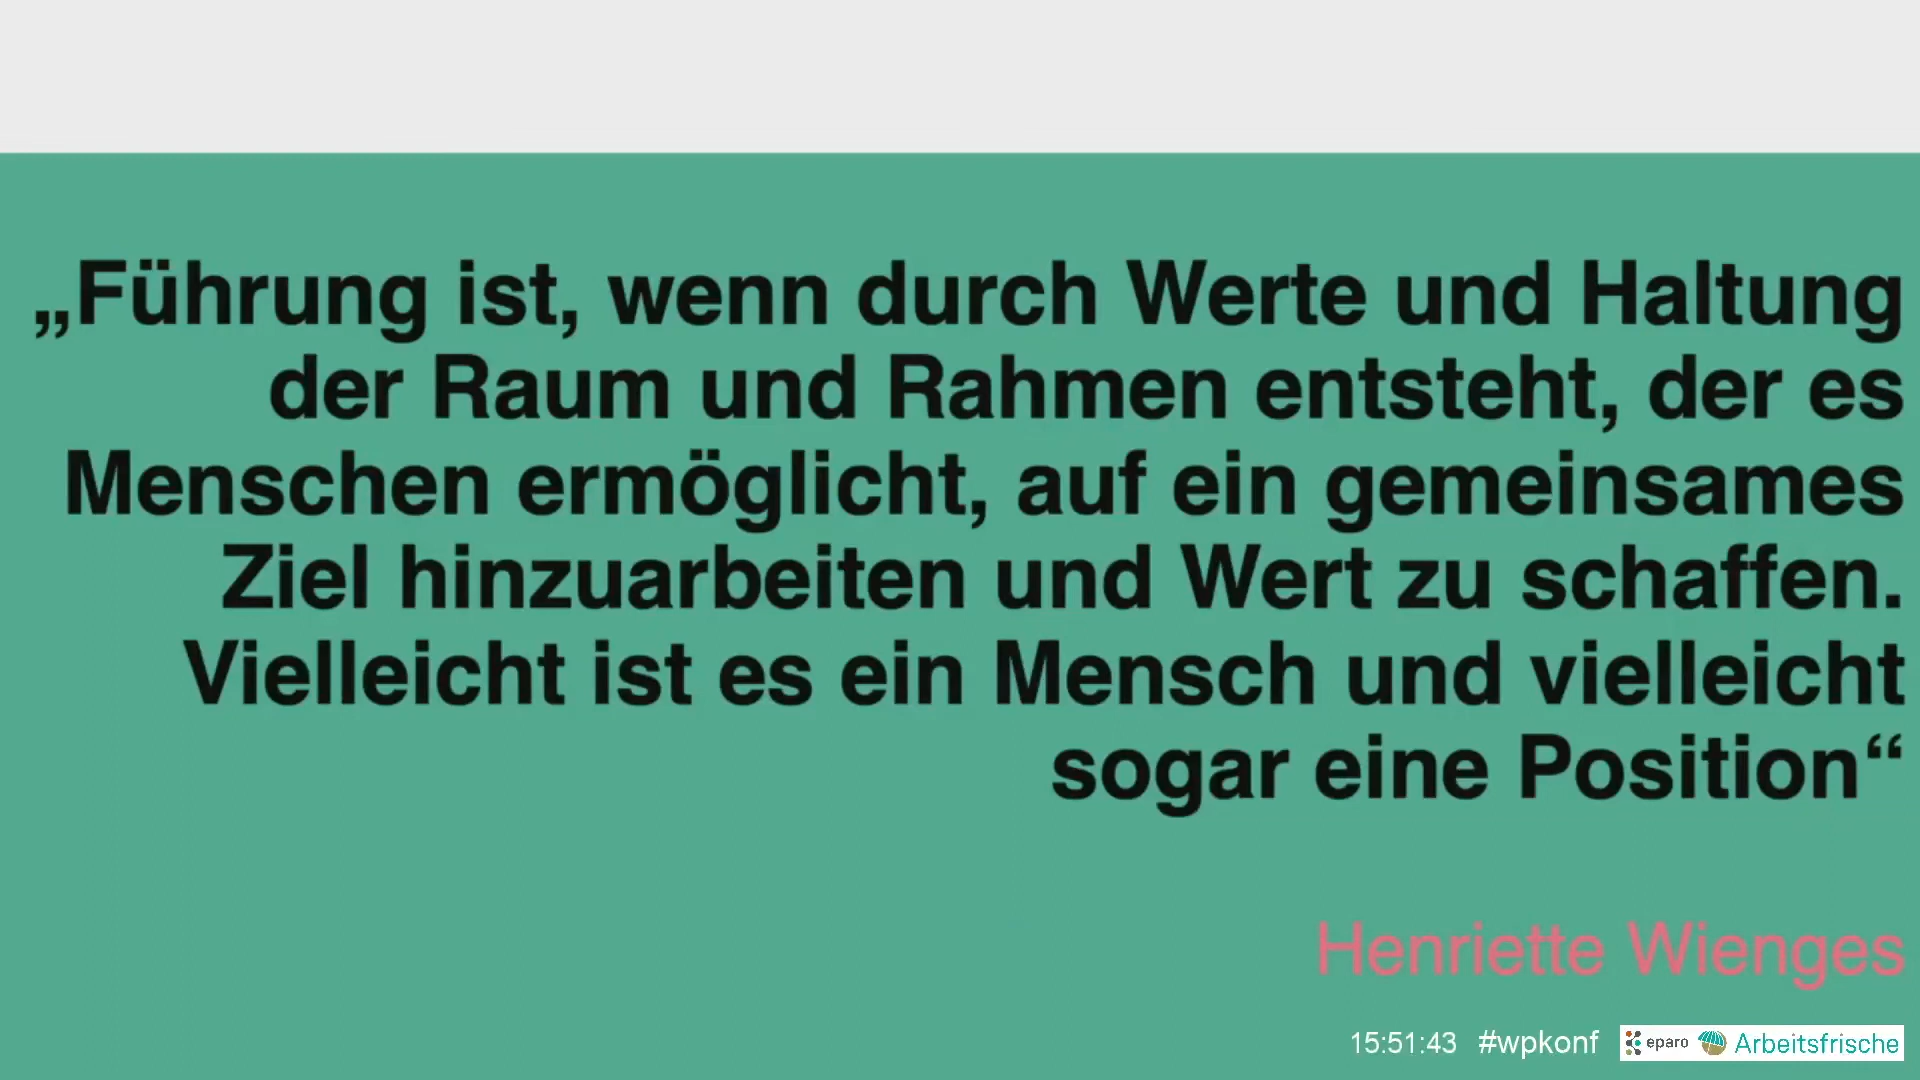 „Führung ist, wenn durch Werte und Haltung
der Raum und Rahmen entsteht, der es
Menschen ermöglicht, auf ein gemeinsames
Ziel hinzuarbeiten und Wert zu schaffen.
Vielleicht ist es ein Mensch und vielleicht
sogar eine Position“
Henriette Wienges
15:51:43 #wpkonf eparo Arbeitsfrische